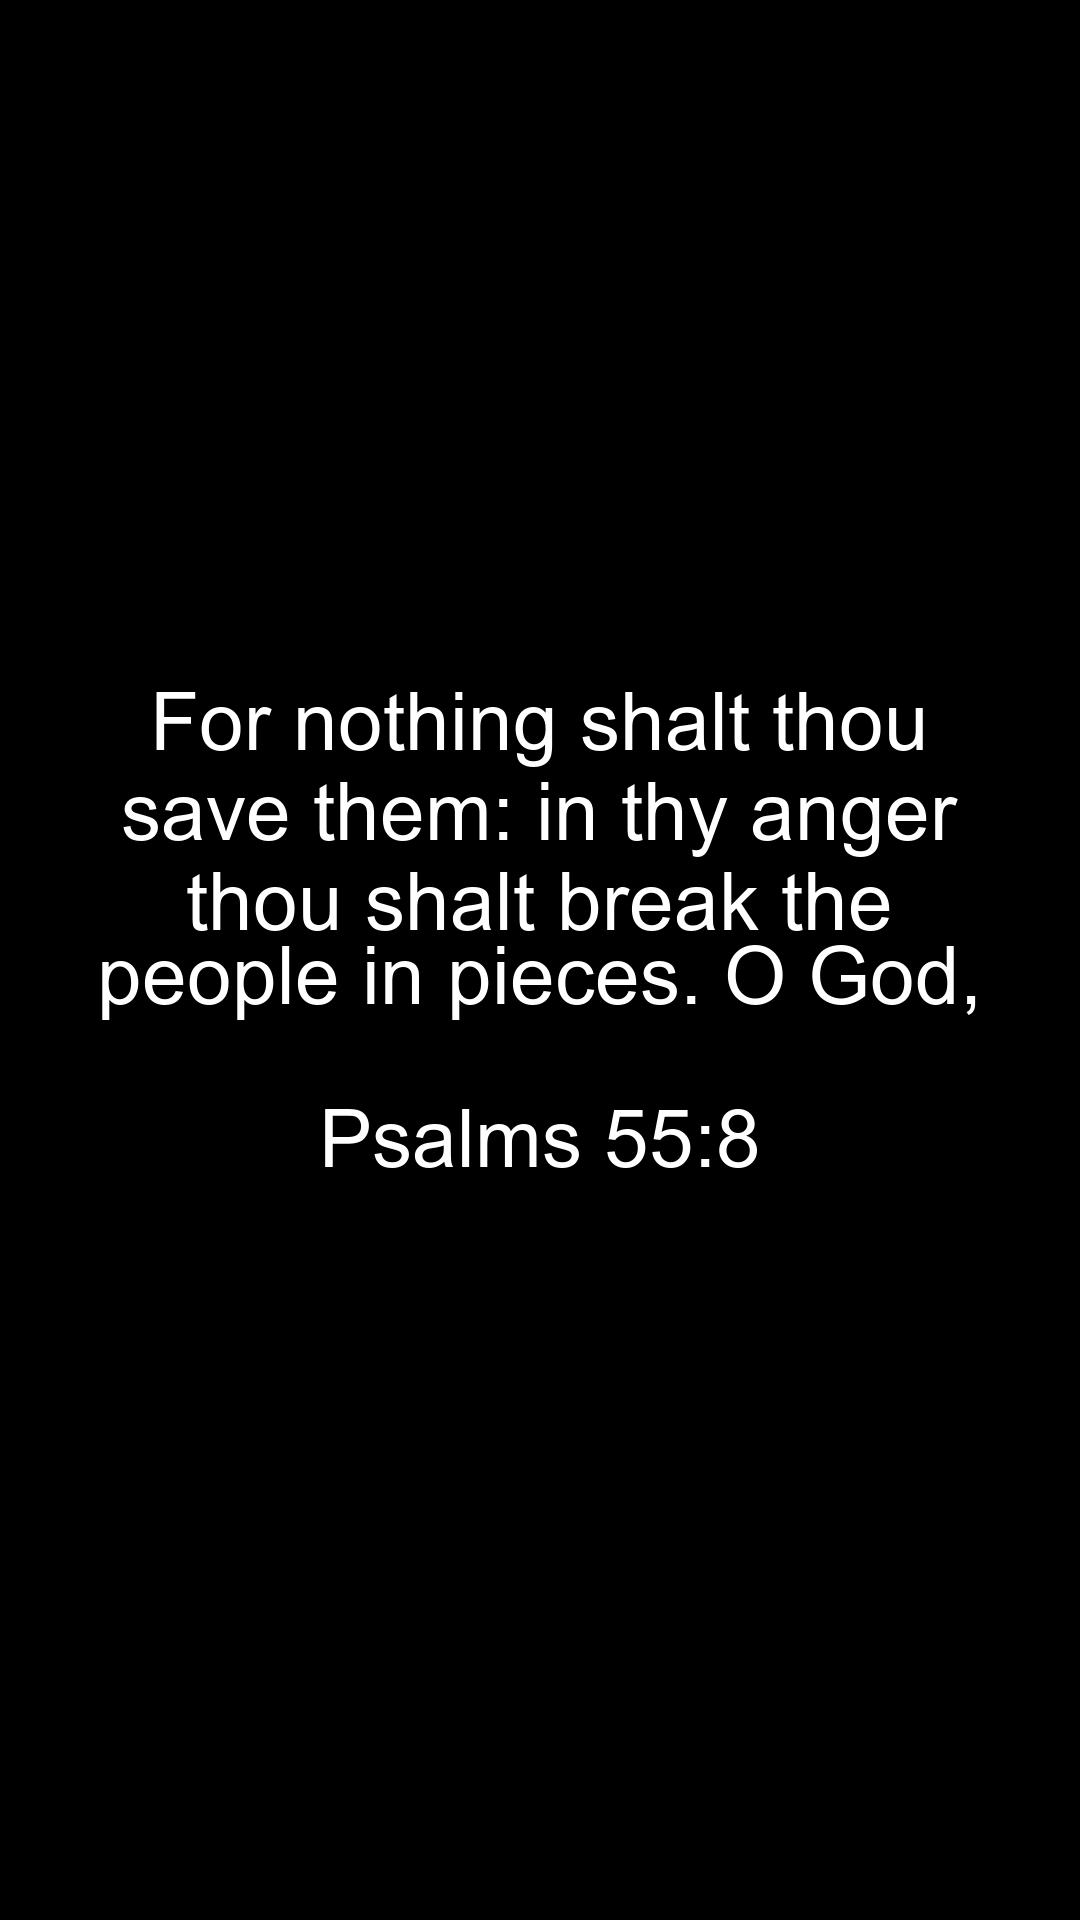 For nothing shalt thou
save them: in thy anger
thou shalt break the
people in pieces. O God,
Psalms 55:8